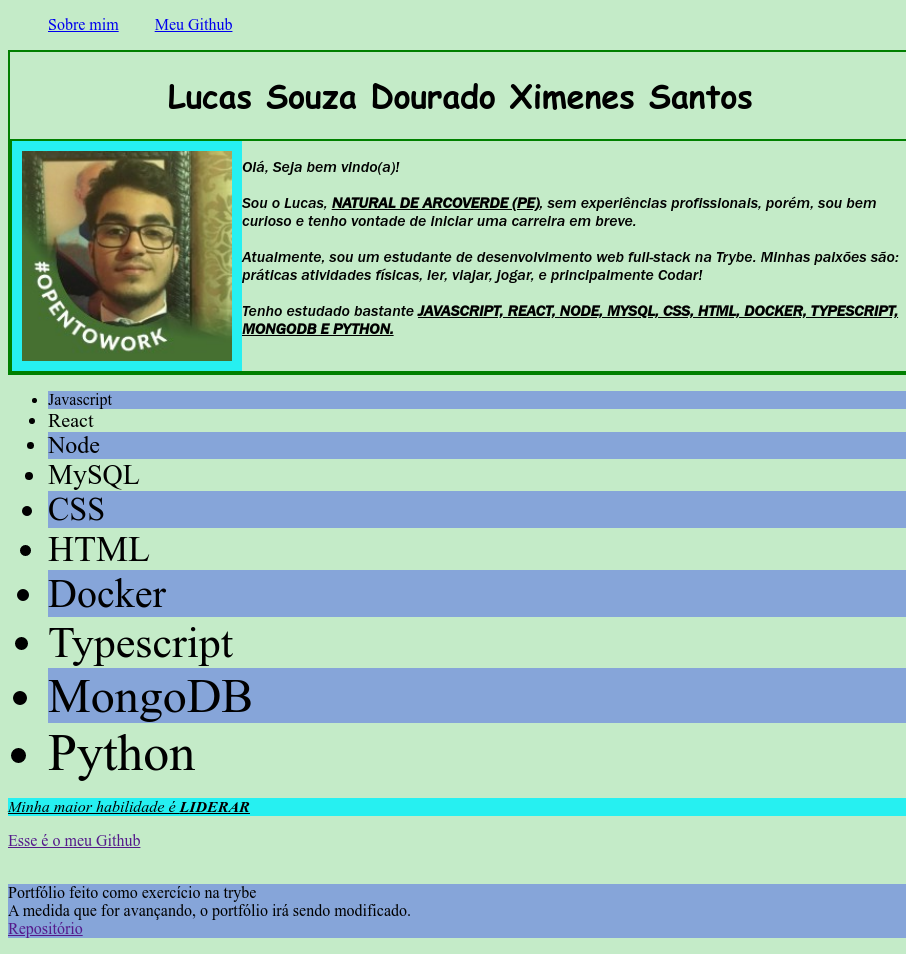 Sobre mim Meu Github
Lucas Souza Dourado Ximenes Santos
#OPENTOWORK
Olá, Seja bem vindo(a)!
Sou o Lucas, NATURAL DE ARCOVERDE (PE), sem experiências profissionais, porém, sou bem
curioso e tenho vontade de iniciar uma carreira em breve.
Atualmente, sou um estudante de desenvolvimento web full-stack na Trybe. Minhas paixões são:
práticas atividades físicas, ler, viajar, jogar, e principalmente Codar!
Tenho estudado bastante JAVASCRIPT, REACT, NODE, MYSQL, CSS, HTML, DOCKER, TYPESCRIPT,
MONGODB E PYTHON.
Javascript
React
Node
MySQL
CSS
HTML
Docker
Typescript
MongoDB
Python
Minha maior habilidade é LIDERAR
Esse é o meu Github
Portfólio feito como exercício na trybe
A medida que for avançando, o portfólio irá sendo modificado.
Repositório